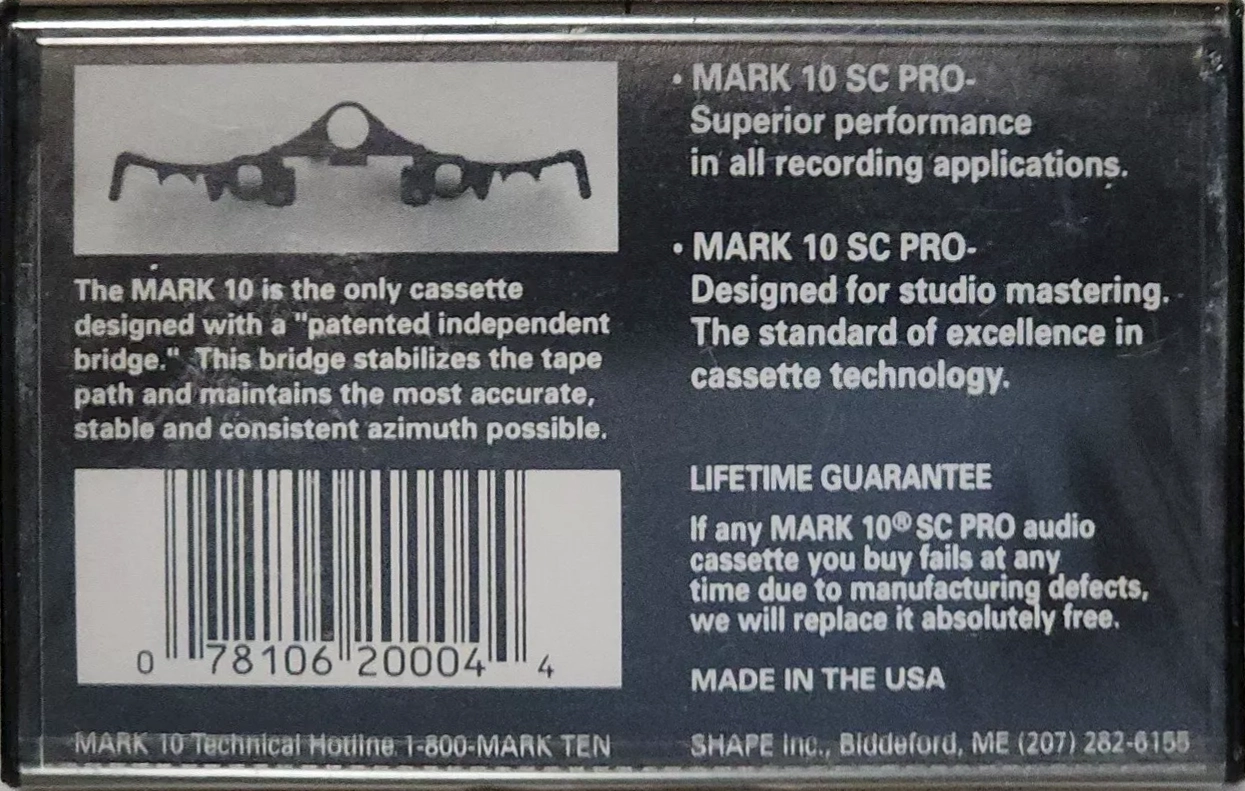 The MARK 10 is the only cassette
designed with a "patented independent
bridge." This bridge stabilizes the tape
path and maintains the most accurate,
stable and consistent azimuth possible.
0 78106 20004 4
MARK 10 Technical Hotline 1-800-MARK TEN
• MARK 10 SC PRO-
Superior performance
in all recording applications.
• MARK 10 SC PRO-
Designed for studio mastering.
The standard of excellence in
cassette technology.
LIFETIME GUARANTEE
If any MARK 10® SC PRO audio
cassette you buy fails at any
time due to manufacturing defects,
we will replace it absolutely free.
MADE IN THE USA
SHAPE Inc., Biddeford, ME (207) 282-6155